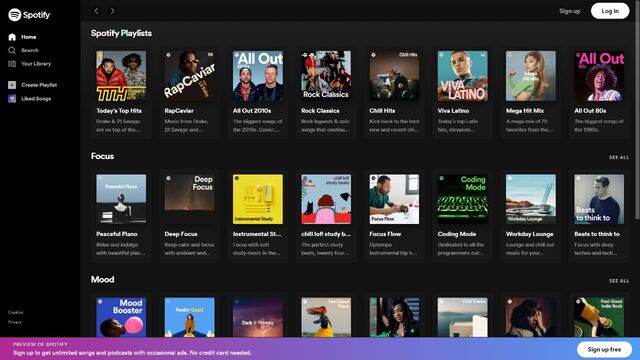 Spotify
Sign up
Log in
Home
Search
Your Library
Create Playlist
Liked Songs
Spotify Playlists
RapCaviar
All Out
10s
Rock Classics
Chill Hits
VIVA
LATINO
Mega
Hit Mix
All Out
80s
Today's Top Hits
RapCaviar
All Out 2010s
Rock Classics
Chill Hits
Viva Latino
Mega Hit Mix
All Out 80s
Drake & 21 Savage
are on top of the...
Music from Drake,
21 Savage and...
The biggest songs of
the 2010s. Cover:...
Rock legends & epic
songs that continue...
Kick back to the best
new and recent chi...
Today's top Latin
hits, elevando...
A mega mix of 75
favorites from the...
The biggest songs of
the 1980s.
Focus
SEE ALL
Peaceful Piano
Deep
Focus
Instrumental Study
chill lofi
study beats
Focus Flow
Coding
Mode
Workday Lounge
Beats
to think to
Peaceful Piano
Deep Focus
Instrumental Study
chill lofi study b...
Focus Flow
Coding Mode
Workday Lounge
Beats to think to
Relax and indulge
with beautiful pian...
Keep calm and focus
with ambient and...
Focus with soft
study music in the...
The perfect study
beats, twenty four...
Uptempo
instrumental hip h...
Dedicated to all the
programmers out...
Lounge and chill out
music for your...
Focus with deep
techno and tech...
Mood
SEE ALL
Mood
Booster
Feelin' Good
Dark & Stormy
Feel Good
Piano
Chill Tracks
Feel-Good
Indie Rock
Cookies
Privacy
PREVIEW OF SPOTIFY
Sign up to get unlimited songs and podcasts with occasional ads. No credit card needed.
Sign up free